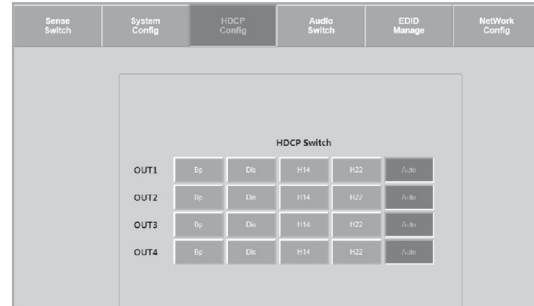 Sense Switch
System Config
HDCP Config
Audio Switch
EDID Manage
NetWork Config
HDCP Switch
OUT1 Bp Dis H14 H22 Auto
OUT2 Bp Dis H14 H22 Auto
OUT3 Bp Dis H14 H22 Auto
OUT4 Bp Dis H14 H22 Auto